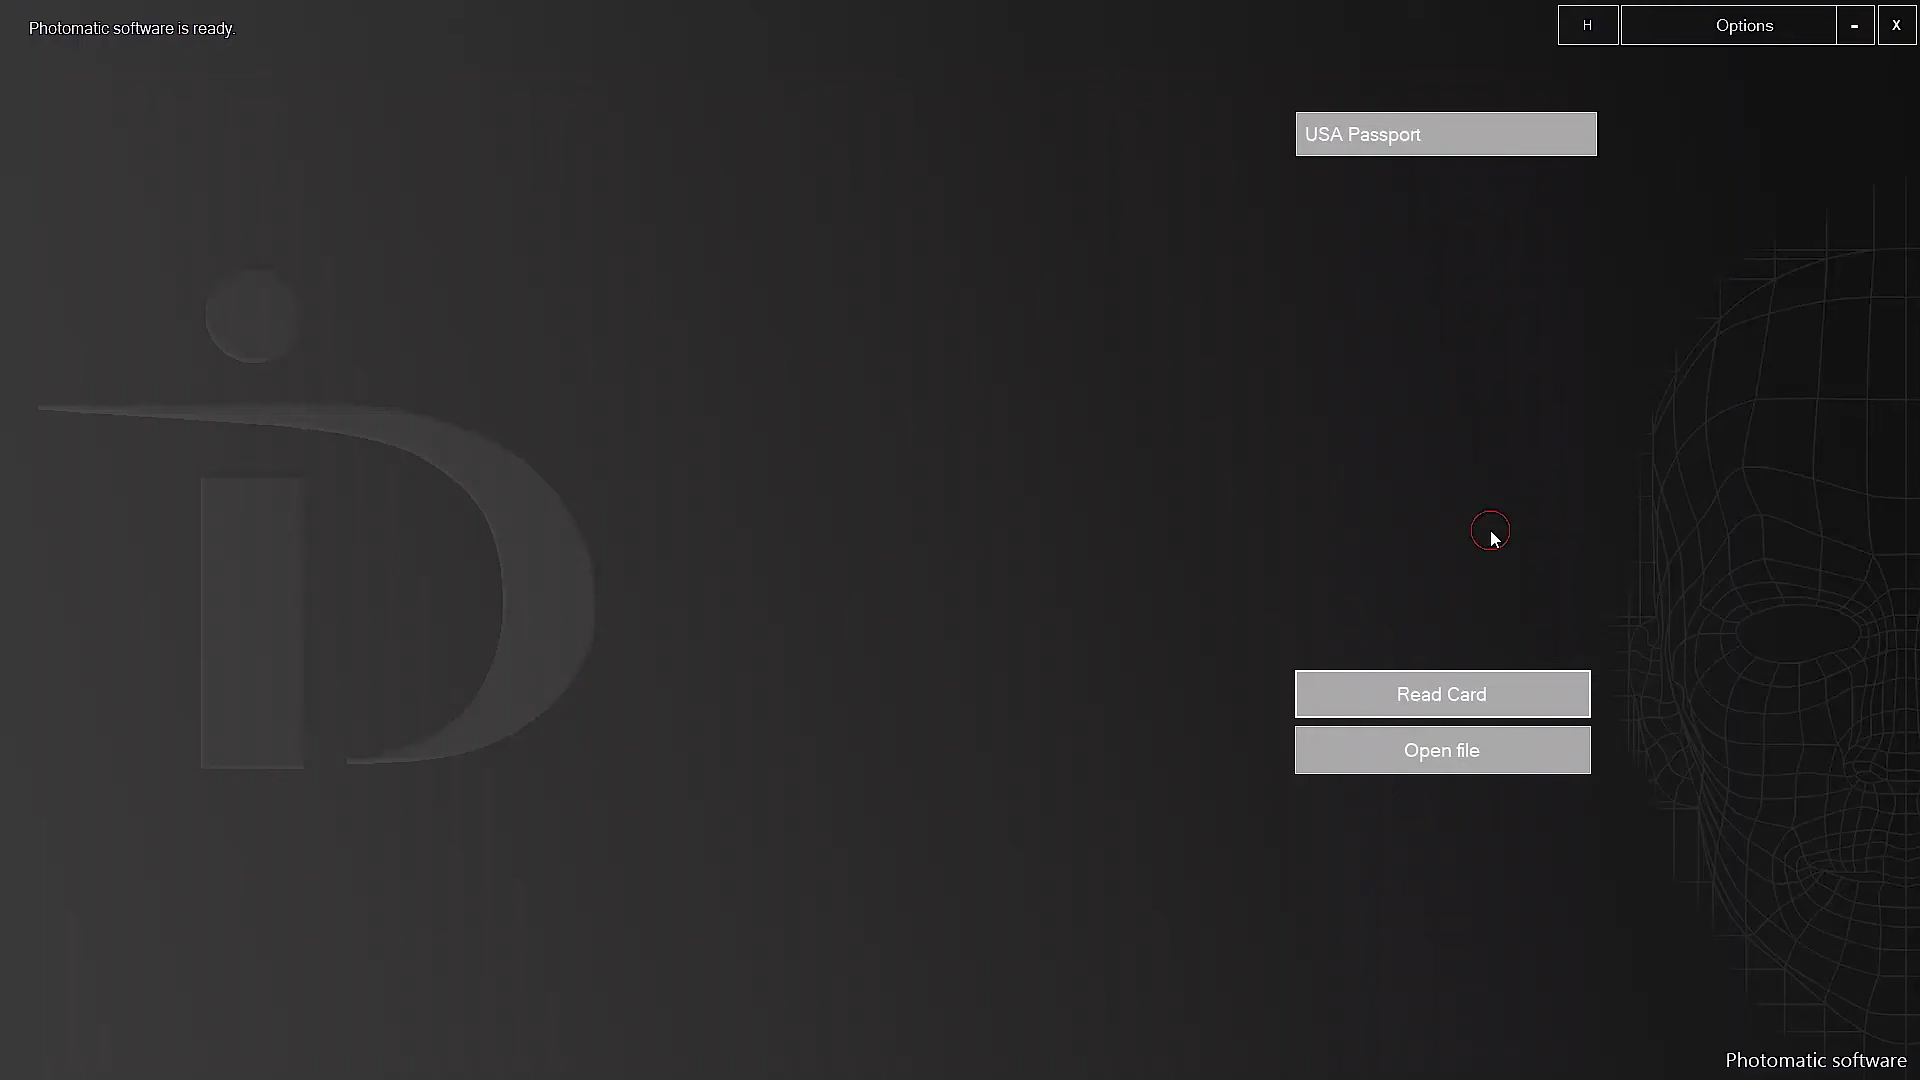 Photomatic software is ready.
H
Options
-
X
USA Passport
Read Card
Open file
Photomatic software